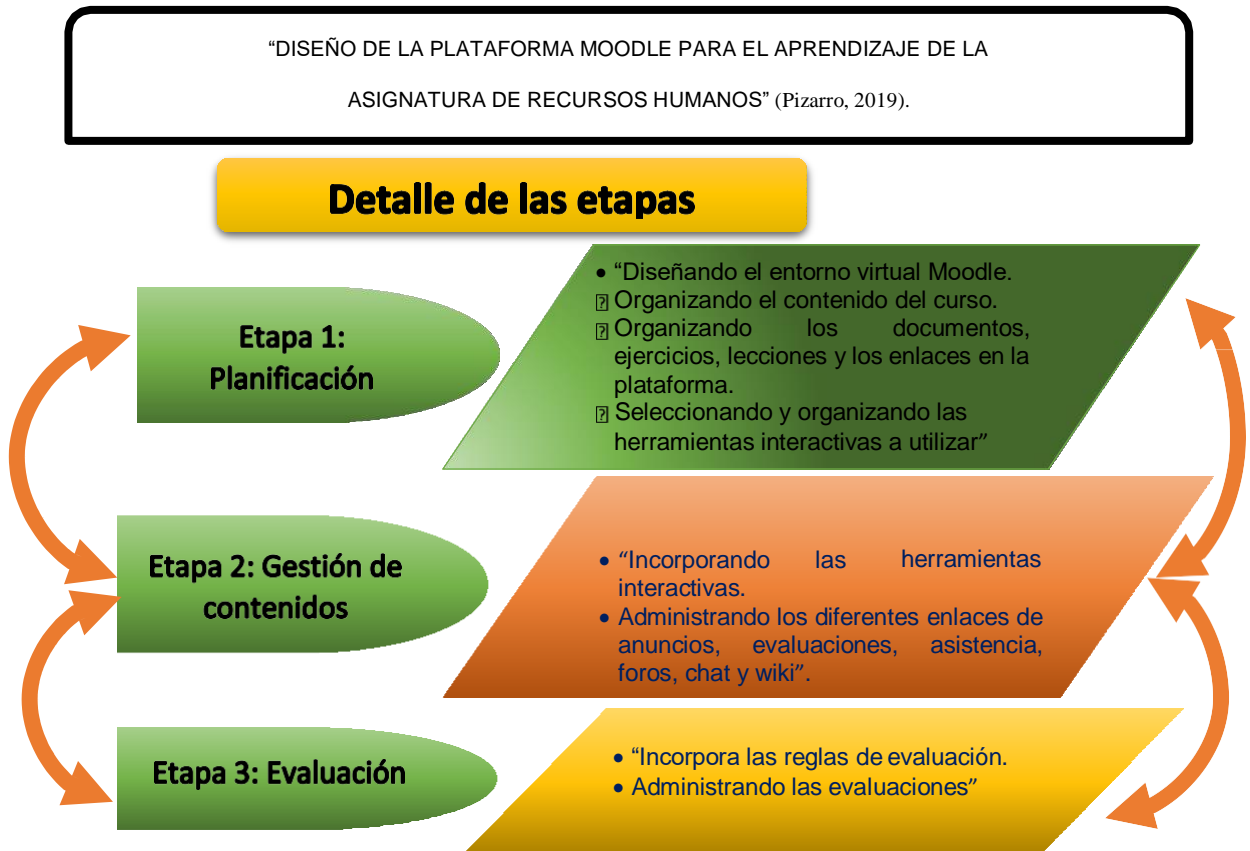 “DISEÑO DE LA PLATAFORMA MOODLE PARA EL APRENDIZAJE DE LA
ASIGNATURA DE RECURSOS HUMANOS” (Pizarro, 2019).
Detalle de las etapas
Etapa 1:
Planificación
• “Diseñando el entorno virtual Moodle.
Organizando el contenido del curso.
Organizando los documentos,
ejercicios, lecciones y los enlaces en la
plataforma.
Seleccionando y organizando las
herramientas interactivas a utilizar”
Etapa 2: Gestión de
contenidos
• “Incorporando las herramientas
interactivas.
• Administrando los diferentes enlaces de
anuncios, evaluaciones, asistencia,
foros, chat y wiki”.
Etapa 3: Evaluación
• “Incorpora las reglas de evaluación.
• Administrando las evaluaciones”